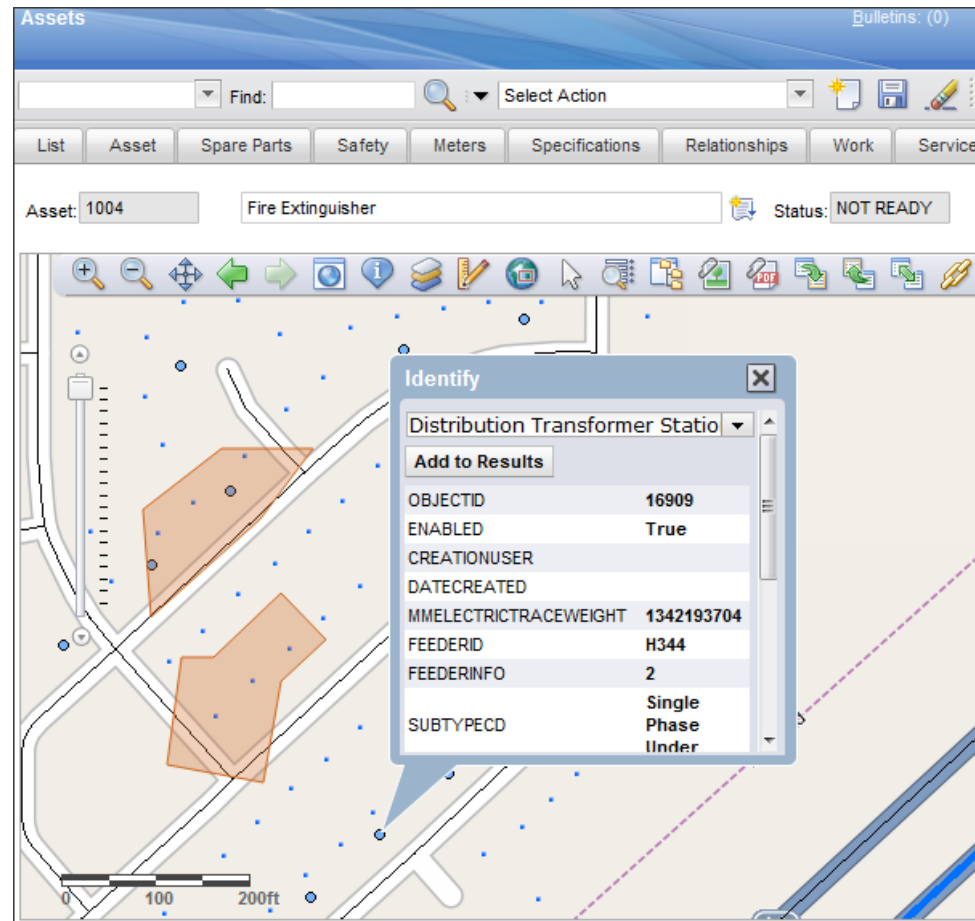 Assets
Bulletins: (0)
Find:
Select Action
List
Asset
Spare Parts
Safety
Meters
Specifications
Relationships
Work
Service
Asset: 1004
Fire Extinguisher
Status: NOT READY
PDF
Identify
Distribution Transformer Statio
Add to Results
OBJECTID 16909
ENABLED True
CREATIONUSER
DATECREATED
MMELECTRICTRACEWEIGHT 1342193704
FEEDERID H344
FEEDERINFO 2
SUBTYPECD Single
Phase
Under
0 100 200ft